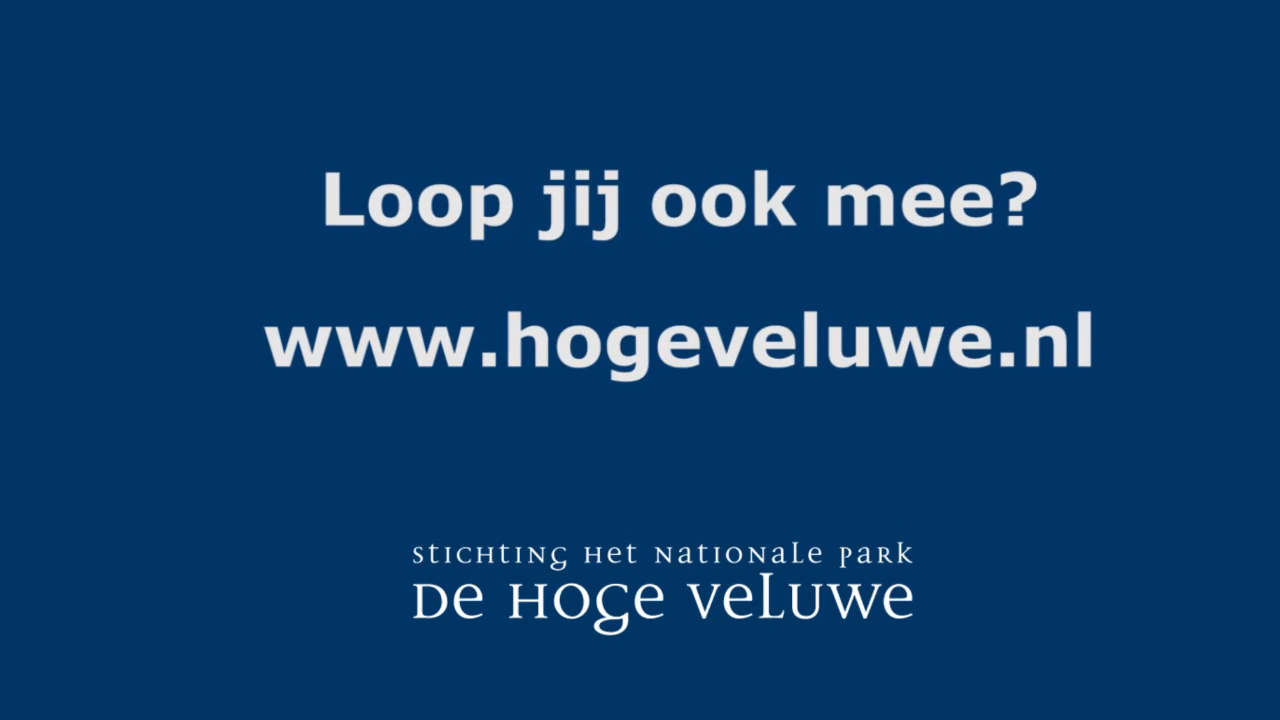 Loop jij ook mee?
www.hogeveluwe.nl
stichting het nationale park
de hoge veluwe